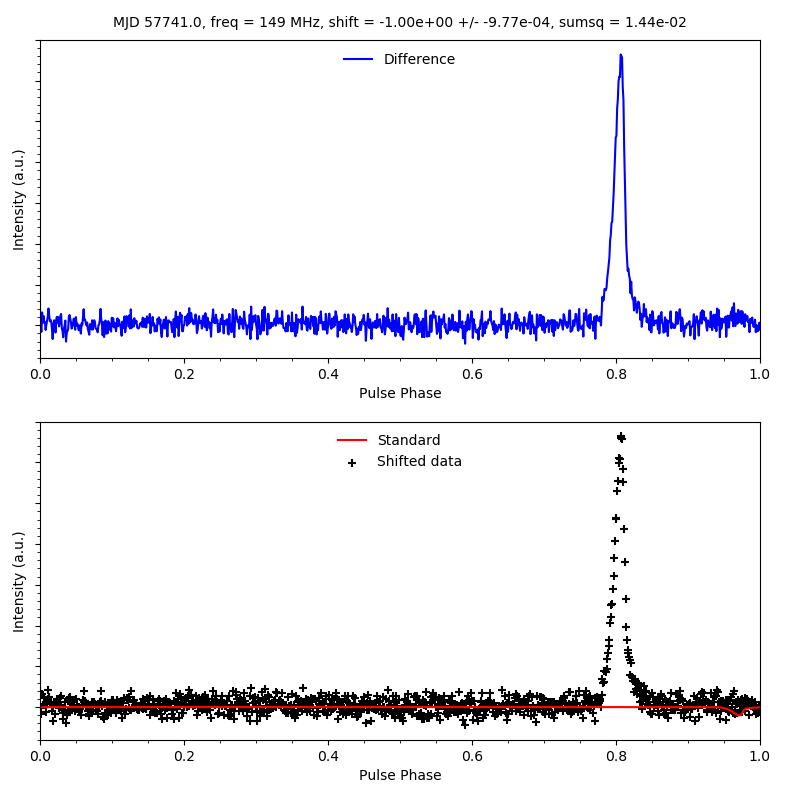 MJD 57741.0, freq = 149 MHz, shift = -1.00e+00 +/- -9.77e-04, sumsq = 1.44e-02
Difference
Intensity (a.u.)
0.0 0.2 0.4 0.6 0.8 1.0
Pulse Phase
Standard
Shifted data
Intensity (a.u.)
0.0 0.2 0.4 0.6 0.8 1.0
Pulse Phase